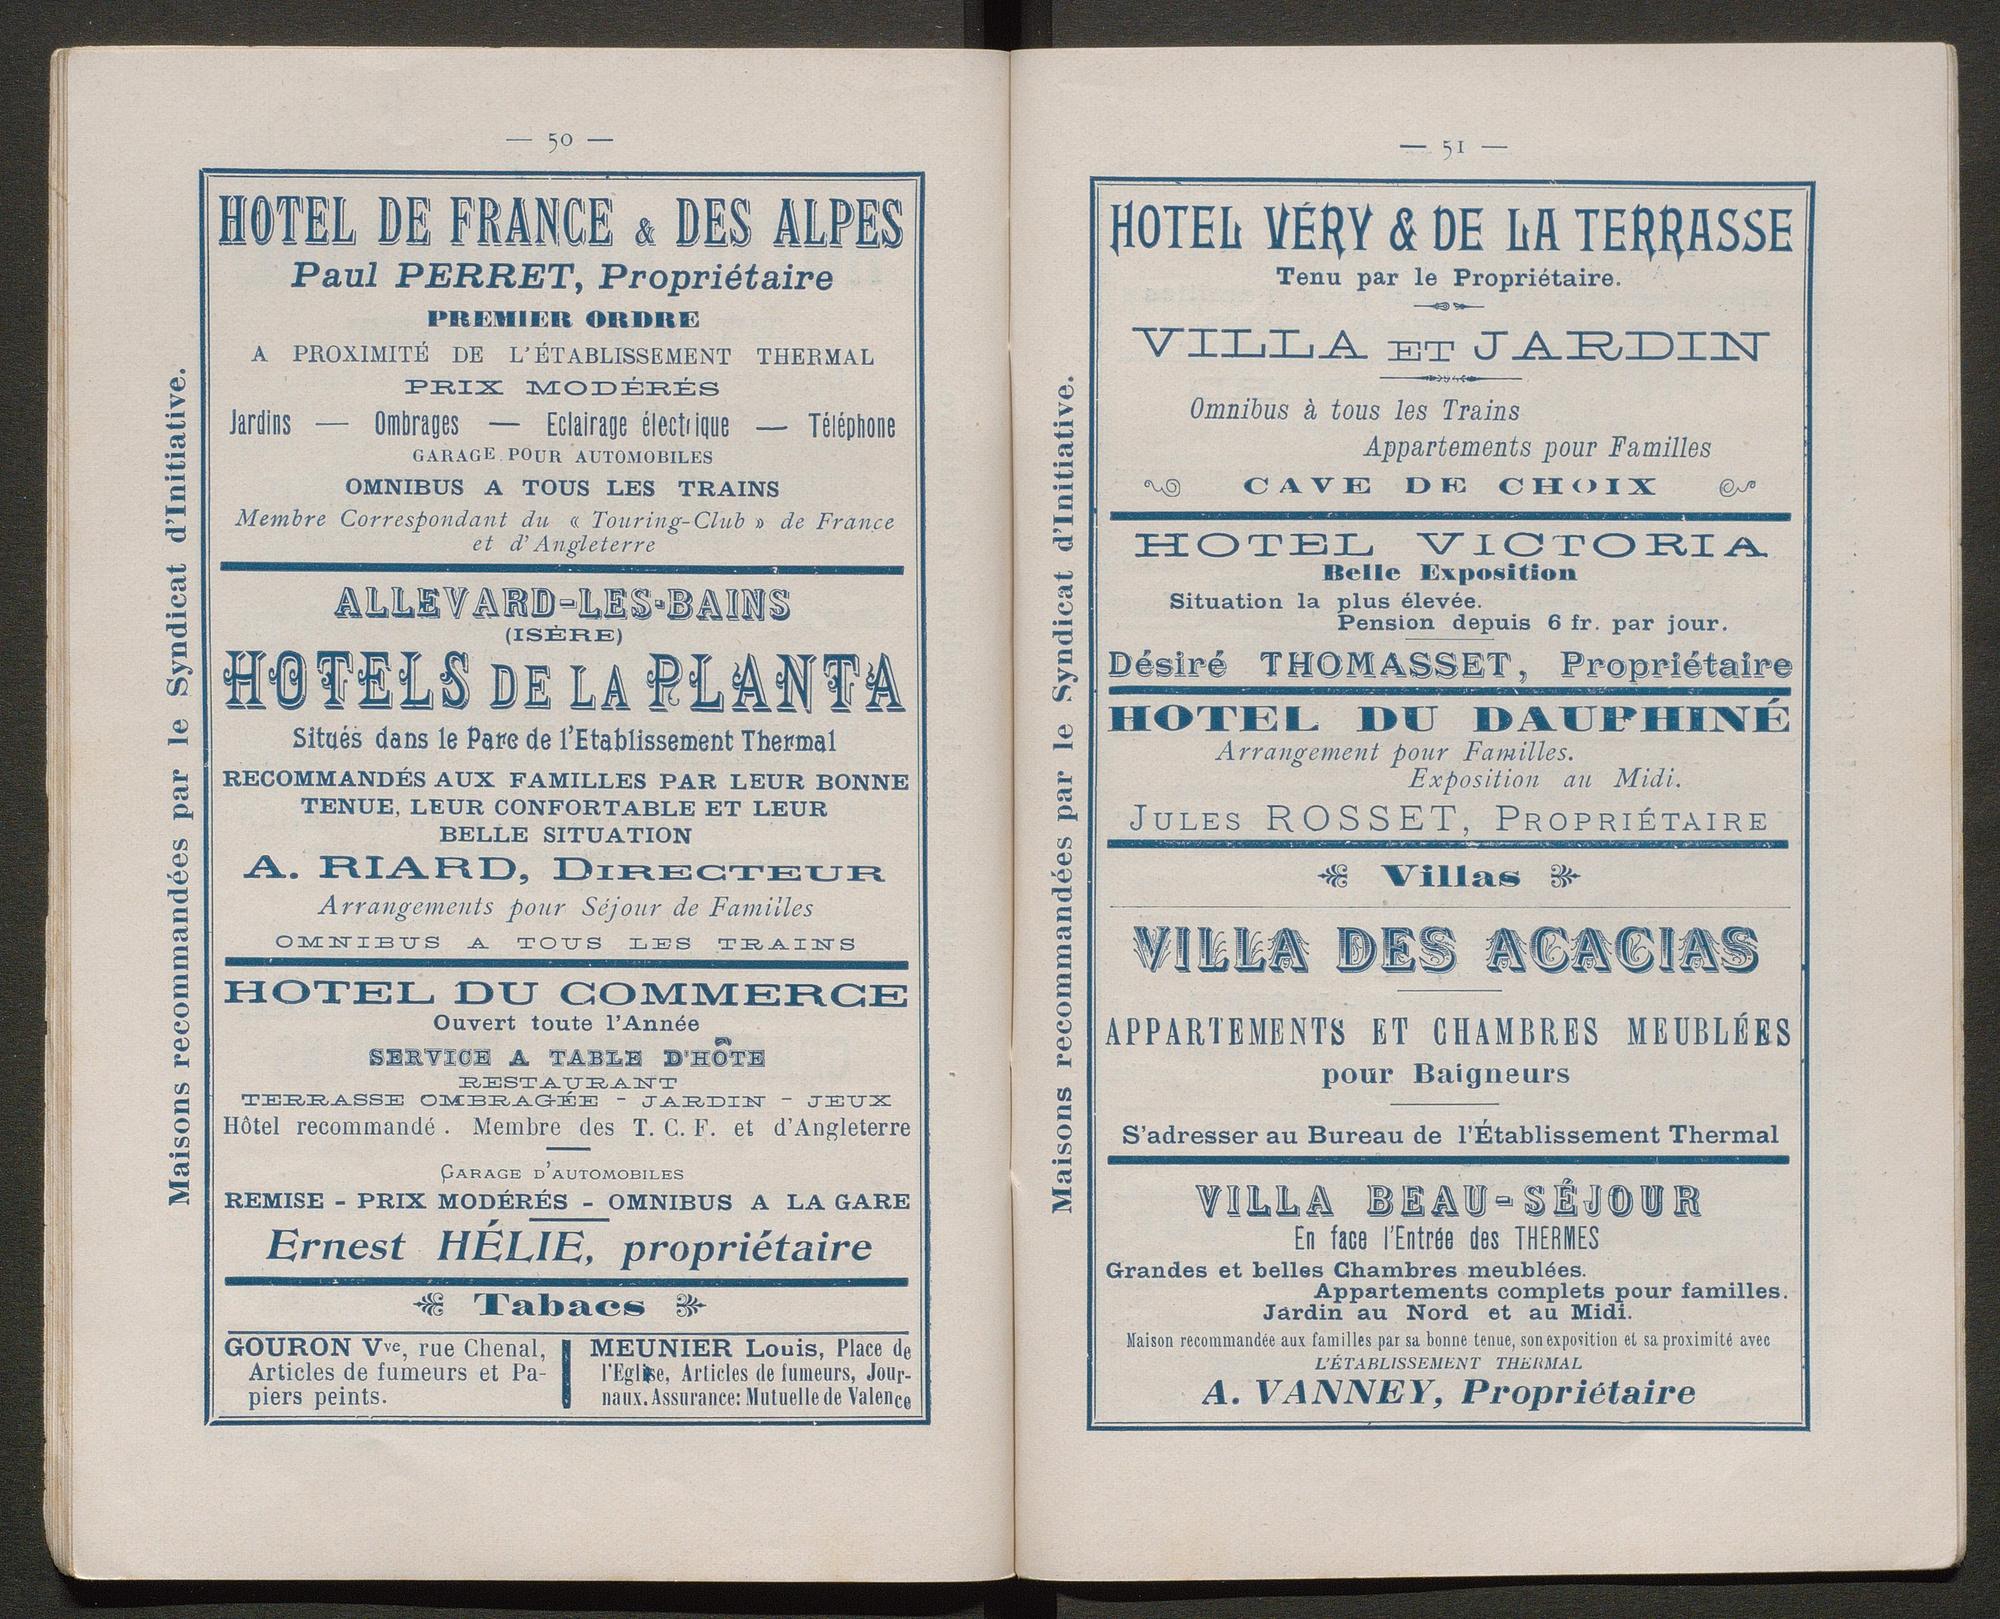 — 50 —
Maisons recommandées par le Syndicat d'Initiative.
HOTEL DE FRANCE & DES ALPES
Paul PERRET, Propriétaire
PREMIER ORDRE
A PROXIMITÉ DE L'ÉTABLISSEMENT THERMAL
PRIX MODÉRÉS
Jardins — Ombrages — Eclairage électrique — Téléphone
GARAGE POUR AUTOMOBILES
OMNIBUS A TOUS LES TRAINS
Membre Correspondant du « Touring-Club » de France
et d'Angleterre
ALLEVARD-LES-BAINS
(ISÈRE)
HOTELS DE LA PLANTA
Situés dans le Parc de l'Etablissement Thermal
RECOMMANDÉS AUX FAMILLES PAR LEUR BONNE
TENUE, LEUR CONFORTABLE ET LEUR
BELLE SITUATION
A. RIARD, DIRECTEUR
Arrangements pour Séjour de Familles
OMNIBUS A TOUS LES TRAINS
HOTEL DU COMMERCE
Ouvert toute l'Année
SERVICE A TABLE D'HÔTE
RESTAURANT
TERRASSE OMBRAGÉE - JARDIN - JEUX
Hôtel recommandé. Membre des T. C. F. et d'Angleterre
GARAGE D'AUTOMOBILES
REMISE - PRIX MODÉRÉS - OMNIBUS A LA GARE
Ernest HÉLIE, propriétaire
Tabacs
GOURON Vve, rue Chenal,
Articles de fumeurs et Pa-
piers peints.
MEUNIER Louis, Place de
l'Eglise, Articles de fumeurs, Jour-
naux. Assurance: Mutuelle de Valence
— 51 —
Maisons recommandées par le Syndicat d'Initiative.
HOTEL VÉRY & DE LA TERRASSE
Tenu par le Propriétaire.
VILLA ET JARDIN
Omnibus à tous les Trains
Appartements pour Familles
CAVE DE CHOIX
HOTEL VICTORIA
Belle Exposition
Situation la plus élevée.
Pension depuis 6 fr. par jour.
Désiré THOMASSET, Propriétaire
HOTEL DU DAUPHINÉ
Arrangement pour Familles.
Exposition au Midi.
JULES ROSSET, PROPRIÉTAIRE
Villas
VILLA DES ACACIAS
APPARTEMENTS ET CHAMBRES MEUBLÉES
pour Baigneurs
S'adresser au Bureau de l'Établissement Thermal
VILLA BEAU-SÉJOUR
En face l'Entrée des THERMES
Grandes et belles Chambres meublées.
Appartements complets pour familles.
Jardin au Nord et au Midi.
Maison recommandée aux familles par sa bonne tenue, son exposition et sa proximité avec
L'ÉTABLISSEMENT THERMAL
A. VANNEY, Propriétaire